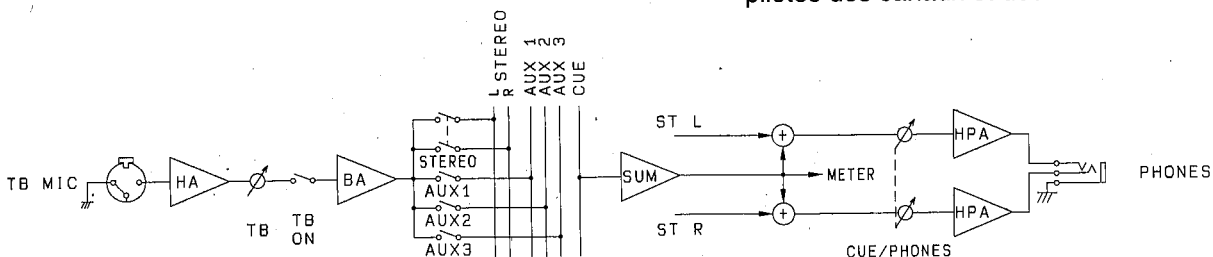 L STEREO
R
AUX 1
AUX 2
AUX 3
CUE
ST L
HPA
STEREO
TB MIC
HA
BA
AUX1
SUM
METER
PHONES
TB
TB ON
AUX2
ST R
HPA
AUX3
CUE/PHONES